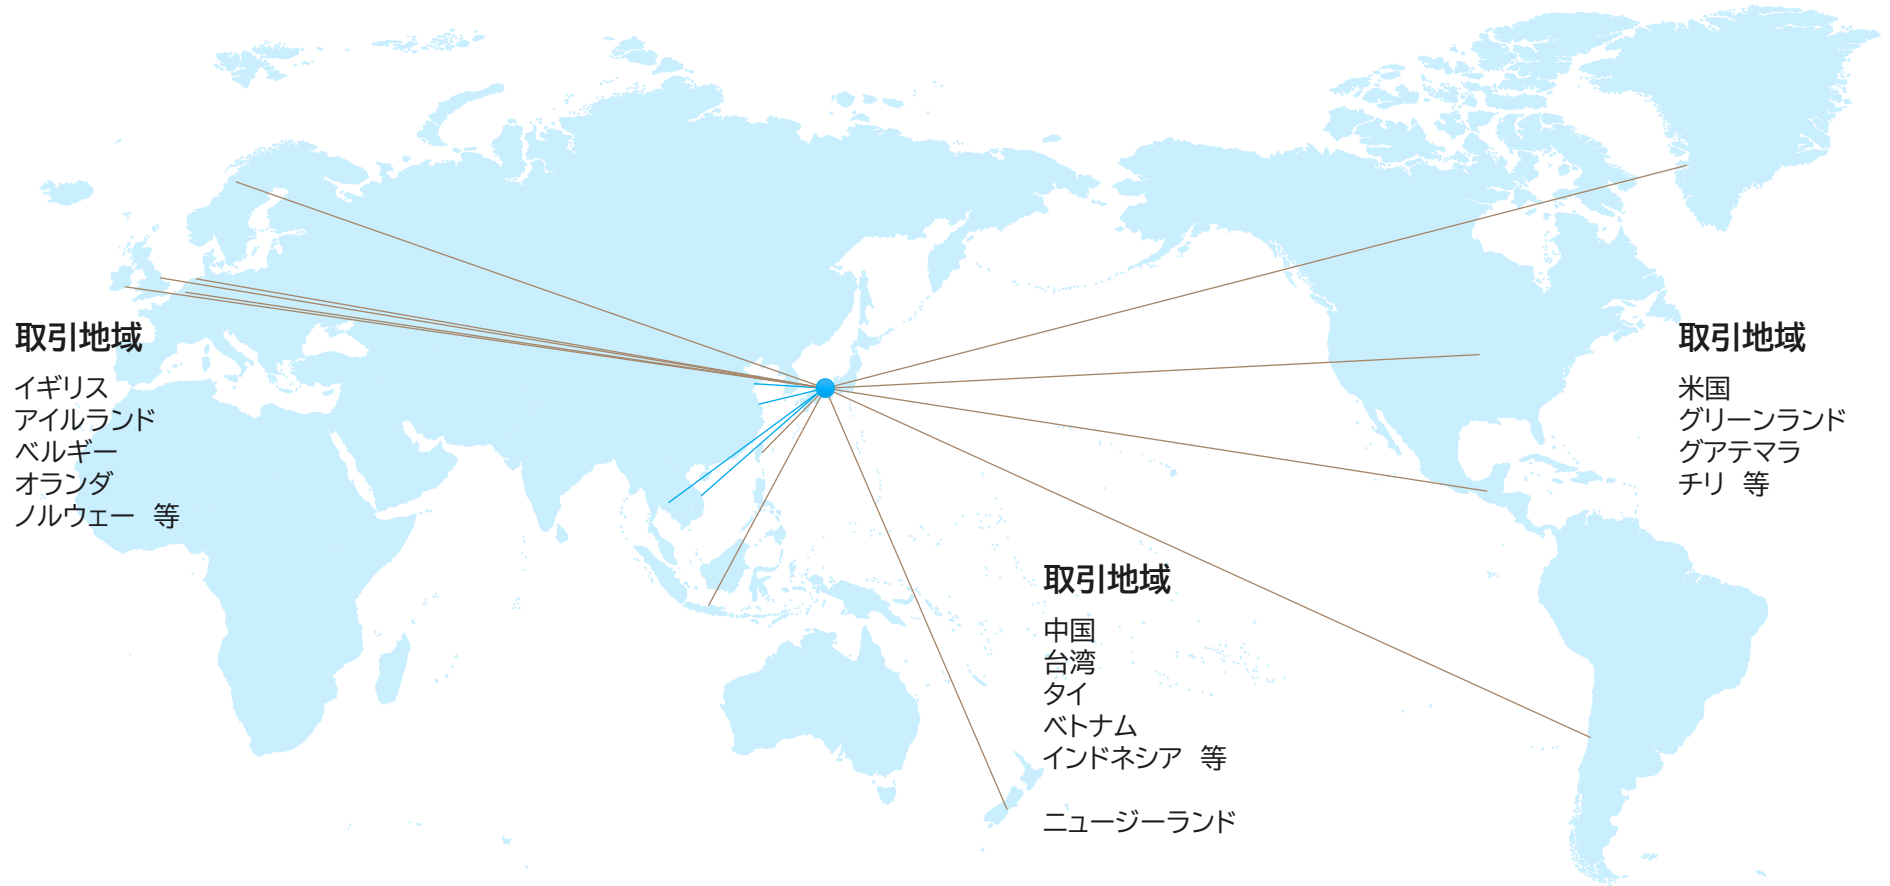 取引地域
イギリス
アイルランド
ベルギー
オランダ
ノルウェー 等
取引地域
中国
台湾
タイ
ベトナム
インドネシア 等
ニュージーランド
取引地域
米国
グリーンランド
グアテマラ
チリ 等